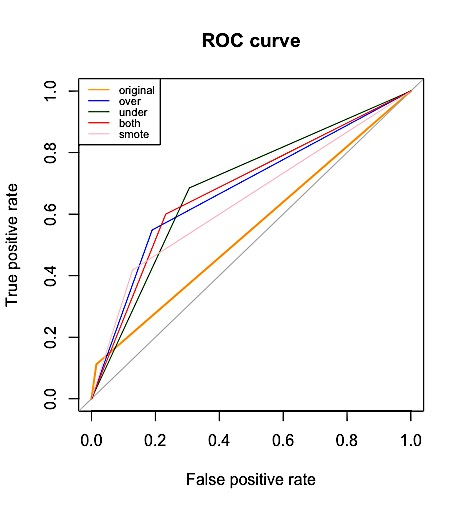 ROC curve
original
over
under
both
smote
True positive rate
1.0
0.8
0.6
0.4
0.2
0.0
0.0 0.2 0.4 0.6 0.8 1.0
False positive rate